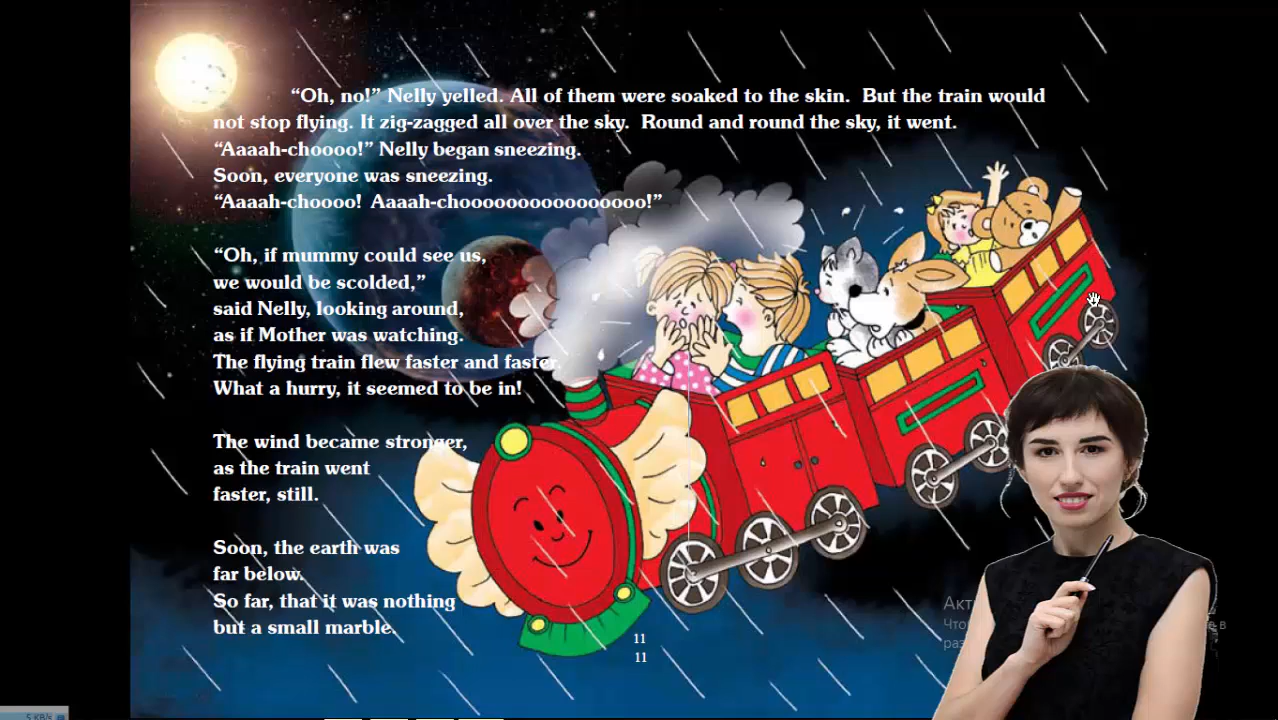 “Oh, no!” Nelly yelled. All of them were soaked to the skin. But the train would
not stop flying. It zig-zagged all over the sky. Round and round the sky, it went.
“Aaaah-choooo!” Nelly began sneezing.
Soon, everyone was sneezing.
“Aaaah-choooo! Aaaah-choooooooooooooooo!”
“Oh, if mummy could see us,
we would be scolded,”
said Nelly, looking around,
as if Mother was watching.
The flying train flew faster and faster.
What a hurry, it seemed to be in!
The wind became stronger,
as the train went
faster, still.
Soon, the earth was
far below.
So far, that it was nothing
but a small marble.
11
11
5 KB/s